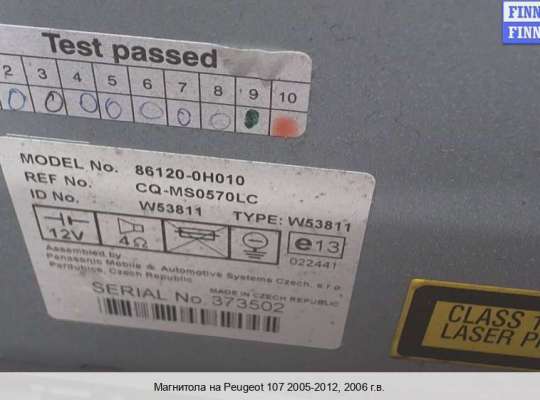 FINN
FINN
Test passed
2 3 4 5 6 7 8 9 10
MODEL No. 86120-0H010
REF No. CQ-MS0570LC
ID No. W53811 TYPE: W53811
12V 4Ω e13
022441
Assembled by
Panasonic Mobile & Automotive Systems Czech, s.r.o.
Pardubice, Czech Republic
MADE IN CZECH REPUBLIC
SERIAL No 373502
CLASS 1
LASER P
Магнитола на Peugeot 107 2005-2012, 2006 г.в.